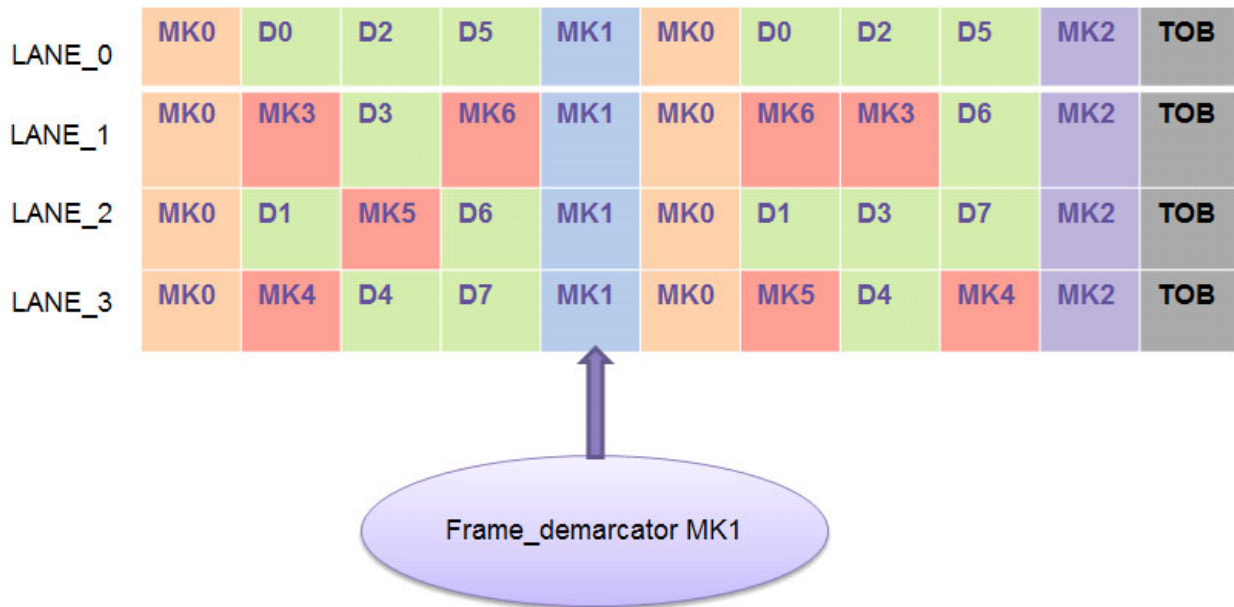 LANE_0 MK0 D0 D2 D5 MK1 MK0 D0 D2 D5 MK2 TOB
LANE_1 MK0 MK3 D3 MK6 MK1 MK0 MK6 MK3 D6 MK2 TOB
LANE_2 MK0 D1 MK5 D6 MK1 MK0 D1 D3 D7 MK2 TOB
LANE_3 MK0 MK4 D4 D7 MK1 MK0 MK5 D4 MK4 MK2 TOB
Frame_demarcator MK1